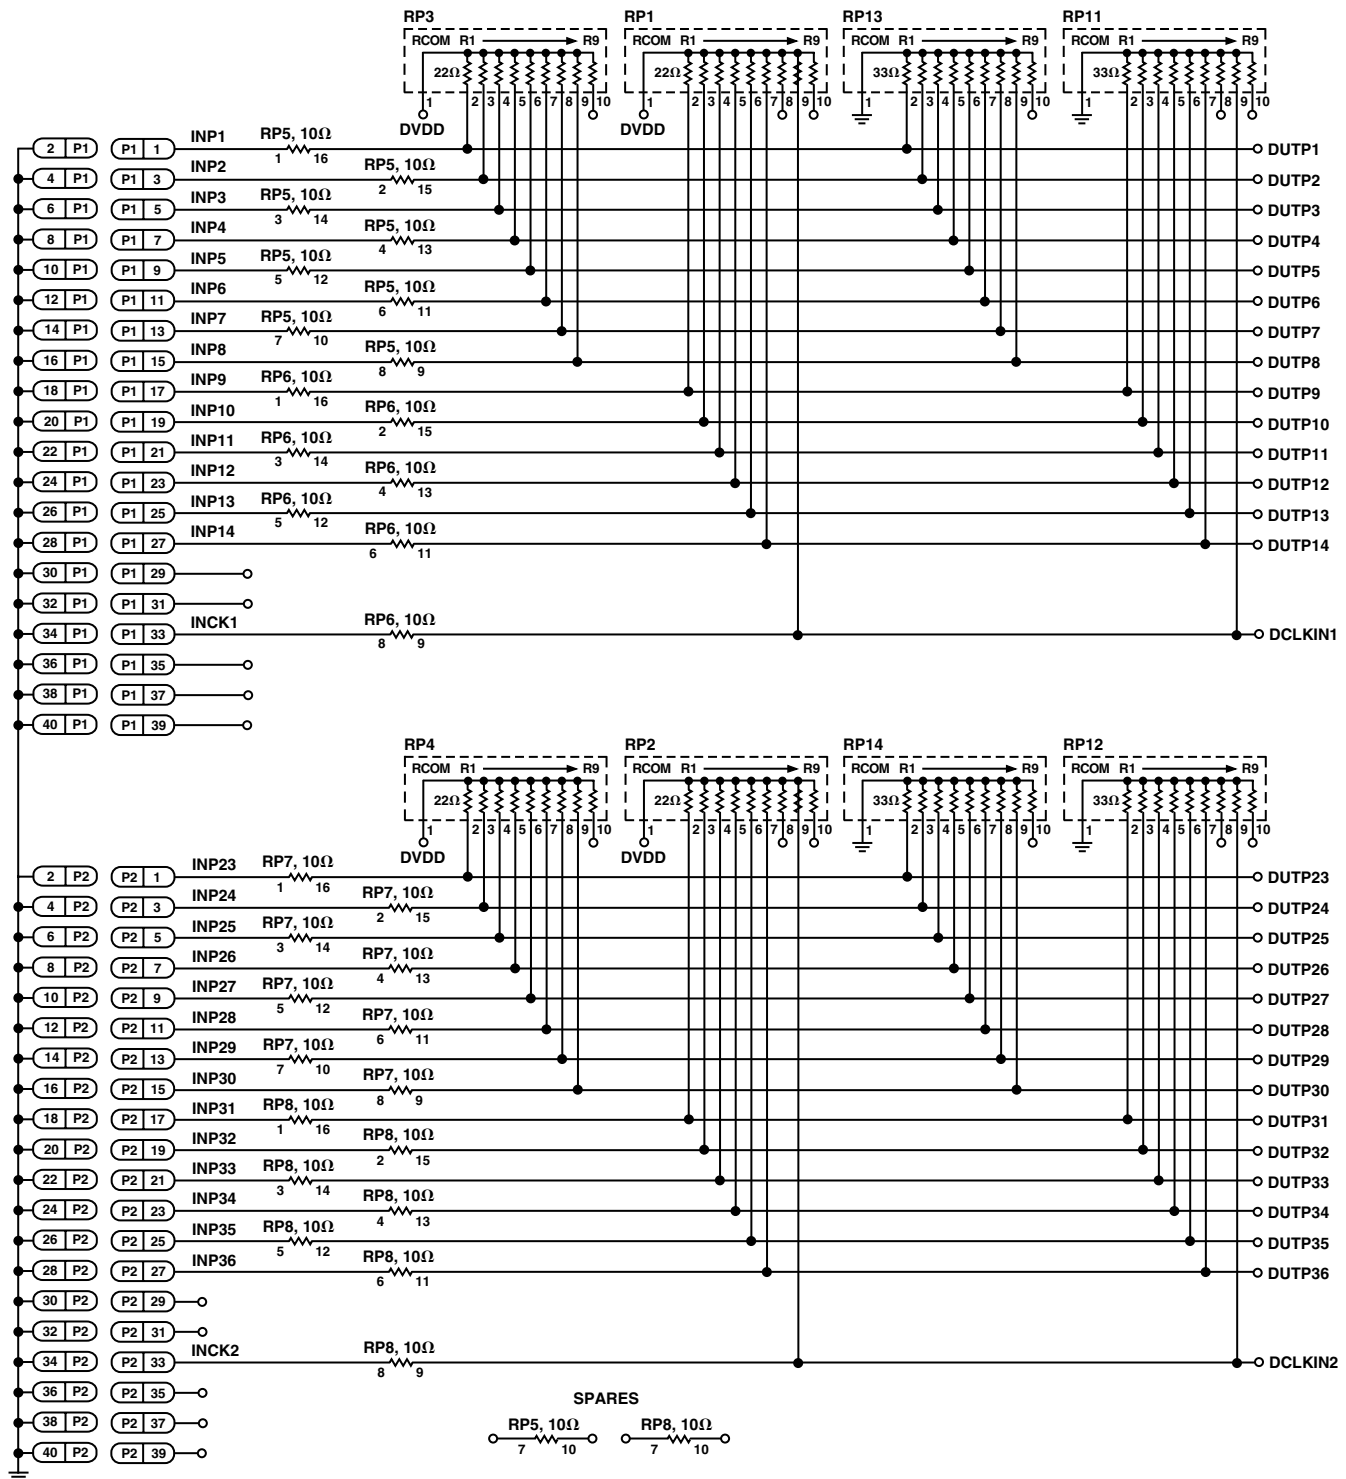 RP3 RP1 RP13 RP11
RCOM R1 R9 RCOM R1 R9 RCOM R1 R9 RCOM R1 R9
22Ω 22Ω 33Ω 33Ω
1 2 3 4 5 6 7 8 9 10 1 2 3 4 5 6 7 8 9 10 1 2 3 4 5 6 7 8 9 10 1 2 3 4 5 6 7 8 9 10
DVDD DVDD
2 P1 P1 1 INP1 RP5, 10Ω 1 16 DUTP1
4 P1 P1 3 INP2 RP5, 10Ω 2 15 DUTP2
6 P1 P1 5 INP3 RP5, 10Ω 3 14 DUTP3
8 P1 P1 7 INP4 RP5, 10Ω 4 13 DUTP4
10 P1 P1 9 INP5 RP5, 10Ω 5 12 DUTP5
12 P1 P1 11 INP6 RP5, 10Ω 6 11 DUTP6
14 P1 P1 13 INP7 RP5, 10Ω 7 10 DUTP7
16 P1 P1 15 INP8 RP5, 10Ω 8 9 DUTP8
18 P1 P1 17 INP9 RP6, 10Ω 1 16 DUTP9
20 P1 P1 19 INP10 RP6, 10Ω 2 15 DUTP10
22 P1 P1 21 INP11 RP6, 10Ω 3 14 DUTP11
24 P1 P1 23 INP12 RP6, 10Ω 4 13 DUTP12
26 P1 P1 25 INP13 RP6, 10Ω 5 12 DUTP13
28 P1 P1 27 INP14 RP6, 10Ω 6 11 DUTP14
30 P1 P1 29
32 P1 P1 31
34 P1 P1 33 INCK1 RP6, 10Ω 8 9 DCLKIN1
36 P1 P1 35
38 P1 P1 37
40 P1 P1 39
RP4 RP2 RP14 RP12
RCOM R1 R9 RCOM R1 R9 RCOM R1 R9 RCOM R1 R9
22Ω 22Ω 33Ω 33Ω
1 2 3 4 5 6 7 8 9 10 1 2 3 4 5 6 7 8 9 10 1 2 3 4 5 6 7 8 9 10 1 2 3 4 5 6 7 8 9 10
DVDD DVDD
2 P2 P2 1 INP23 RP7, 10Ω 1 16 DUTP23
4 P2 P2 3 INP24 RP7, 10Ω 2 15 DUTP24
6 P2 P2 5 INP25 RP7, 10Ω 3 14 DUTP25
8 P2 P2 7 INP26 RP7, 10Ω 4 13 DUTP26
10 P2 P2 9 INP27 RP7, 10Ω 5 12 DUTP27
12 P2 P2 11 INP28 RP7, 10Ω 6 11 DUTP28
14 P2 P2 13 INP29 RP7, 10Ω 7 10 DUTP29
16 P2 P2 15 INP30 RP7, 10Ω 8 9 DUTP30
18 P2 P2 17 INP31 RP8, 10Ω 1 16 DUTP31
20 P2 P2 19 INP32 RP8, 10Ω 2 15 DUTP32
22 P2 P2 21 INP33 RP8, 10Ω 3 14 DUTP33
24 P2 P2 23 INP34 RP8, 10Ω 4 13 DUTP34
26 P2 P2 25 INP35 RP8, 10Ω 5 12 DUTP35
28 P2 P2 27 INP36 RP8, 10Ω 6 11 DUTP36
30 P2 P2 29
32 P2 P2 31
34 P2 P2 33 INCK2 RP8, 10Ω 8 9 DCLKIN2
36 P2 P2 35
38 P2 P2 37
40 P2 P2 39
SPARES
RP5, 10Ω RP8, 10Ω
7 10 7 10